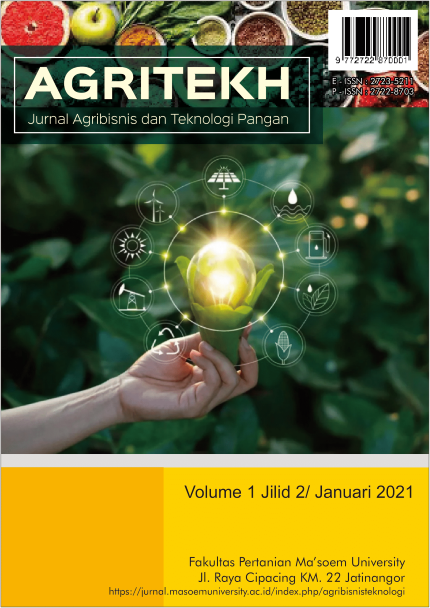 AGRITEKH
Jurnal Agribisnis dan Teknologi Pangan
9 772722 870001
E - ISSN : 2723-5211
P - ISSN : 2722-8703
Volume 1 Jilid 2/ Januari 2021
Fakultas Pertanian Ma'soem University
Jl. Raya Cipacing KM. 22 Jatinangor
https://jurnal.masoemuniversity.ac.id/index.php/agribisnisteknologi